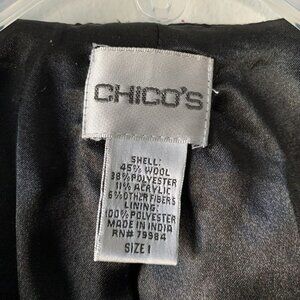 CHICO'S
SHELL:
45% WOOL
38% POLYESTER
11% ACRYLIC
6% OTHER FIBERS
LINING:
100% POLYESTER
MADE IN INDIA
RN# 79984
SIZE 1